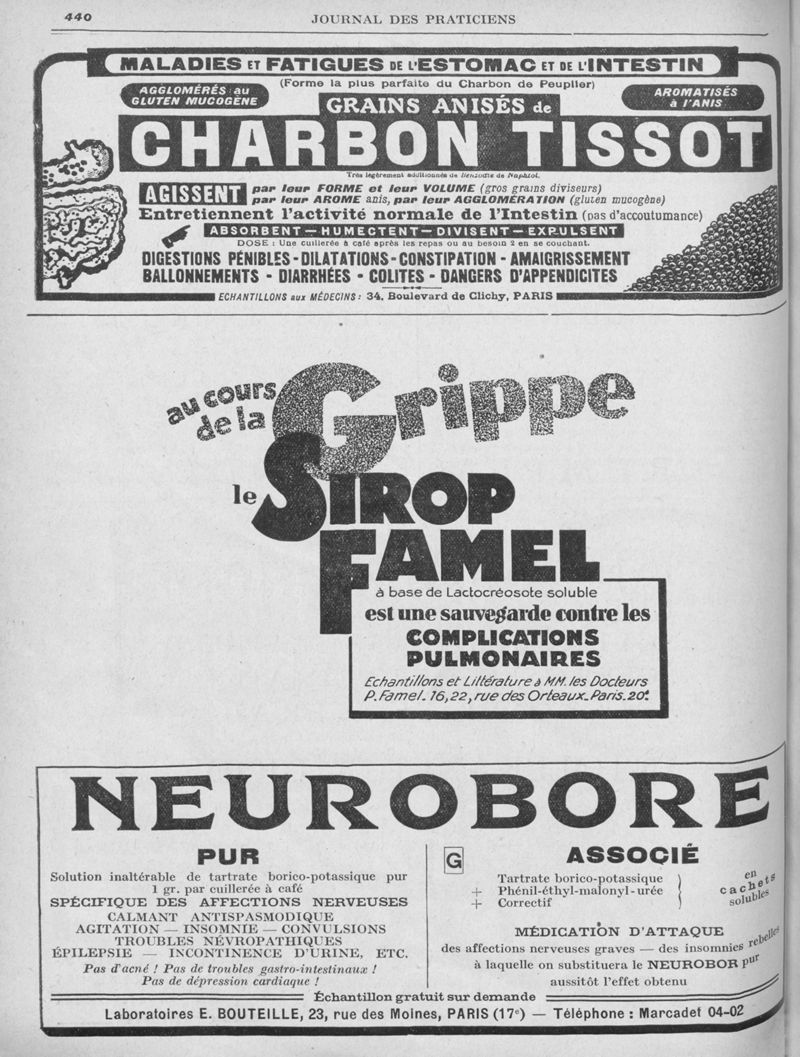 440
JOURNAL DES PRATICIENS
MALADIES ET FATIGUES DE L'ESTOMAC ET DE L'INTESTIN
(Forme la plus parfaite du Charbon de Peuplier)
AGGLOMÉRÉS au
GLUTEN MUCOGÈNE
AROMATISÉS
à l'ANIS
GRAINS ANISÉS de
CHARBON TISSOT
Très légèrement additionnés de Benzoate de Naphtol.
AGISSENT par leur FORME et leur VOLUME (gros grains diviseurs)
par leur AROME anis, par leur AGGLOMÉRATION (gluten mucogène)
Entretiennent l'activité normale de l'Intestin (pas d'accoutumance)
ABSORBENT — HUMECTENT — DIVISENT — EXPULSENT
DOSE : Une cuillerée à café après les repas ou au besoin 2 en se couchant.
DIGESTIONS PÉNIBLES - DILATATIONS - CONSTIPATION - AMAIGRISSEMENT
BALLONNEMENTS - DIARRHÉES - COLITES - DANGERS D'APPENDICITES
ECHANTILLONS aux MÉDECINS : 34, Boulevard de Clichy, PARIS
au cours
de la Grippe
le SIROP
FAMEL
à base de Lactocréosote soluble
est une sauvegarde contre les
COMPLICATIONS
PULMONAIRES
Echantillons et Littérature à MM. les Docteurs
P. Famel. 16,22, rue des Orteaux. Paris. 20ᵉ.
NEUROBORE
PUR
Solution inaltérable de tartrate borico-potassique pur
1 gr. par cuillerée à café
SPÉCIFIQUE DES AFFECTIONS NERVEUSES
CALMANT ANTISPASMODIQUE
AGITATION — INSOMNIE — CONVULSIONS
TROUBLES NÉVROPATHIQUES
ÉPILEPSIE — INCONTINENCE D'URINE, ETC.
Pas d'acné ! Pas de troubles gastro-intestinaux !
Pas de dépression cardiaque !
G
ASSOCIÉ
Tartrate borico-potassique
+ Phénil-éthyl-malonyl-urée
+ Correctif
en
cachets
solubles
MÉDICATION D'ATTAQUE
des affections nerveuses graves — des insomnies rebelles
à laquelle on substituera le NEUROBOR pur
aussitôt l'effet obtenu
Échantillon gratuit sur demande
Laboratoires E. BOUTEILLE, 23, rue des Moines, PARIS (17ᵉ) — Téléphone : Marcadet 04-02